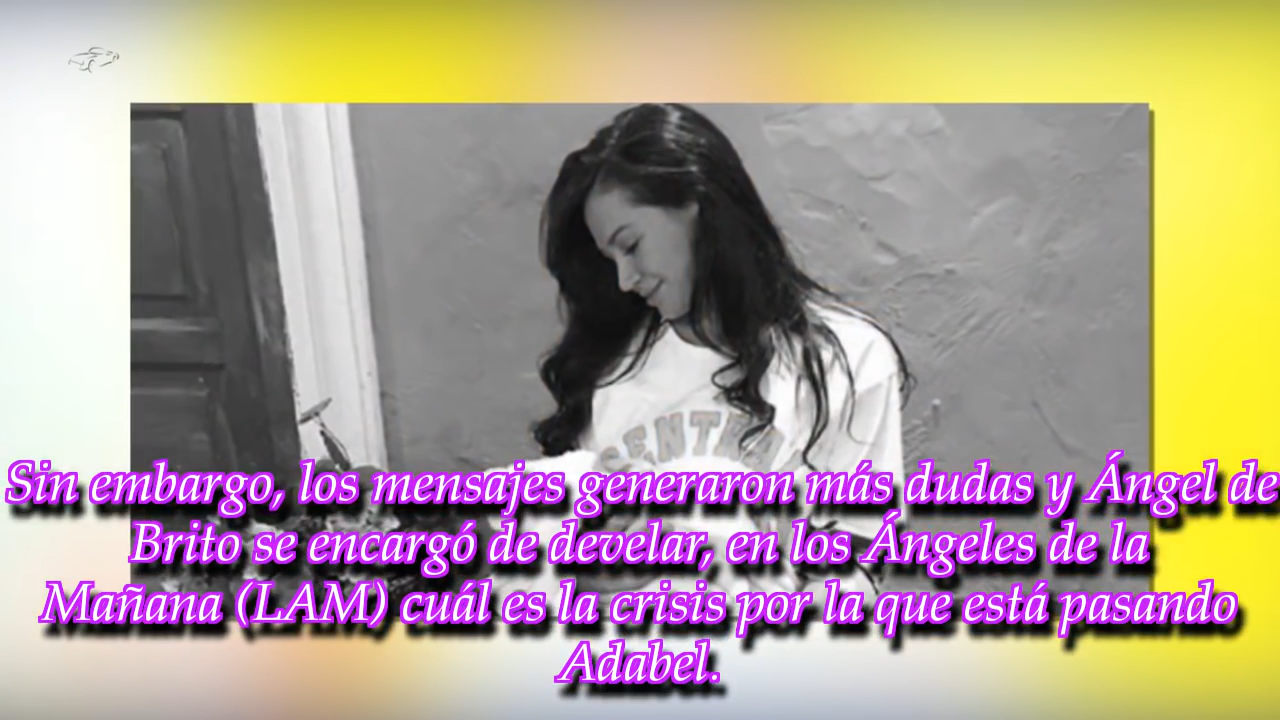 SENTE
Sin embargo, los mensajes generaron más dudas y Ángel de
Brito se encargó de develar, en los Ángeles de la
Mañana (LAM) cuál es la crisis por la que está pasando
Adabel.